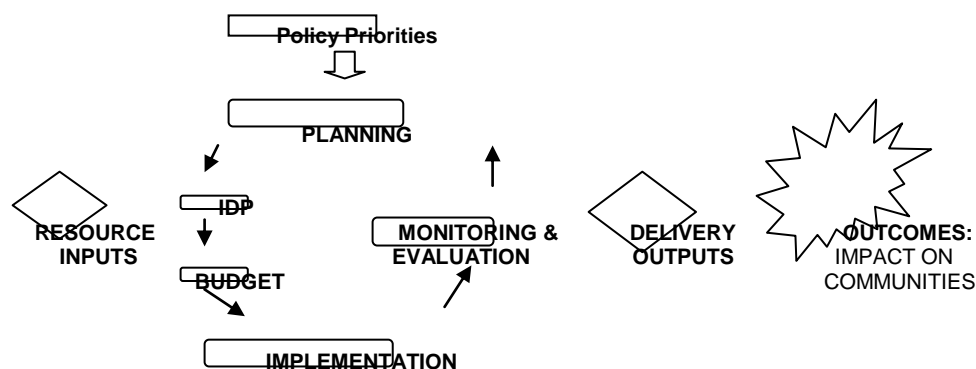 Policy Priorities
PLANNING
IDP
RESOURCE
INPUTS
BUDGET
MONITORING &
EVALUATION
DELIVERY
OUTPUTS
OUTCOMES:
IMPACT ON
COMMUNITIES
IMPLEMENTATION